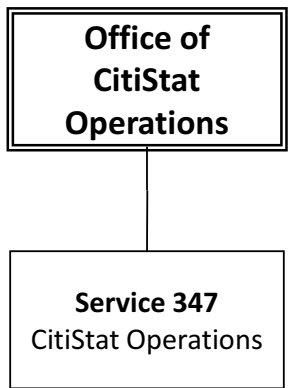 Office of
CitiStat
Operations
Service 347
CitiStat Operations